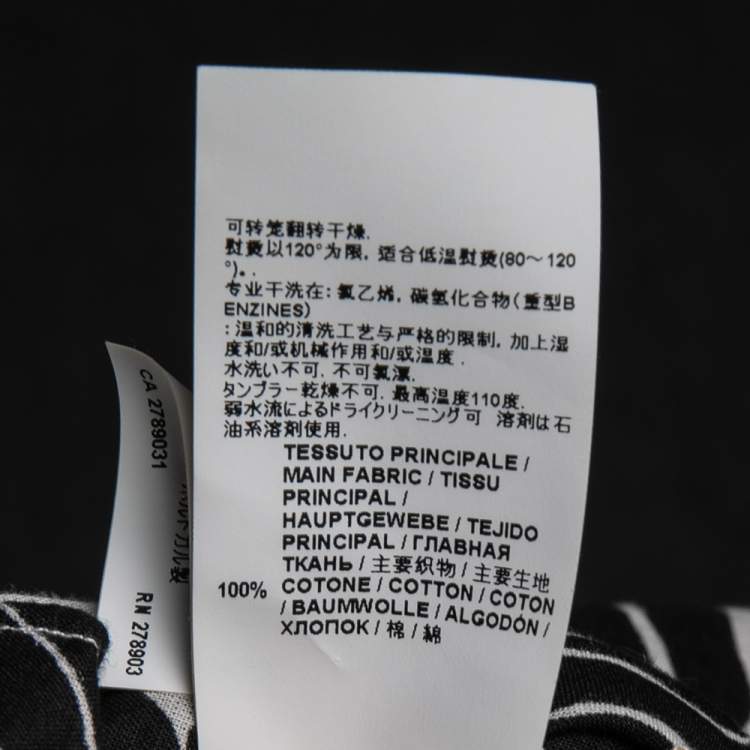 可转笼翻转干燥.
熨烫以120°为限, 适合低温熨烫(80～120
°)。.
专业干洗在: 氯乙烯, 碳氢化合物 (重型B
ENZINES)
: 温和的清洗工艺与严格的限制, 加上湿
度和/或机械作用和/或温度 .
水洗い不可. 不可氯漂.
タンブラー乾燥不可. 最高温度110度.
弱水流によるドライクリーニング可 溶剤は石
油系溶剤使用.
TESSUTO PRINCIPALE /
MAIN FABRIC / TISSU
PRINCIPAL /
HAUPTGEWEBE / TEJIDO
PRINCIPAL / ГЛАВНАЯ
ТКАНЬ / 主要织物 / 主要生地
100% COTONE / COTTON / COTON
/ BAUMWOLLE / ALGODÓN /
ХЛОПОК / 棉 / 綿
CA 2789031
RN 278903